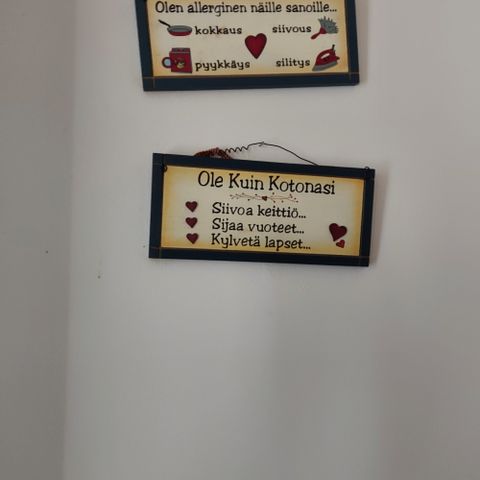 Olen allerginen näille sanoille...
kokkaus siivous
pyykkäys silitys
Ole Kuin Kotonasi
Siivoa keittiö...
Sijaa vuoteet...
Kylvetä lapset...